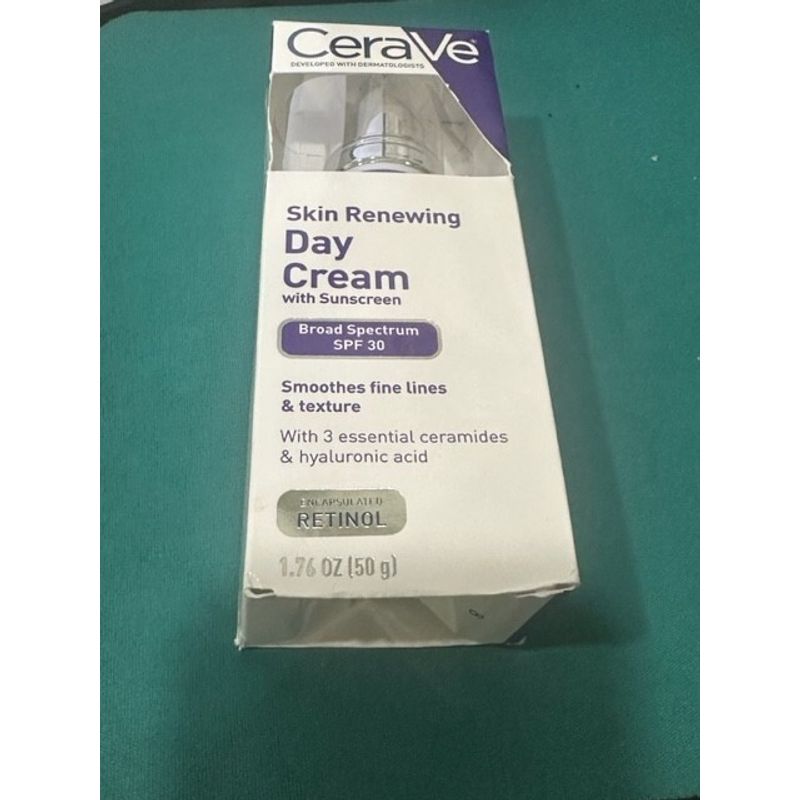 CeraVe
DEVELOPED WITH DERMATOLOGISTS
Skin Renewing
Day
Cream
with Sunscreen
Broad Spectrum
SPF 30
Smoothes fine lines
& texture
With 3 essential ceramides
& hyaluronic acid
ENCAPSULATED
RETINOL
1.76 OZ (50 g)